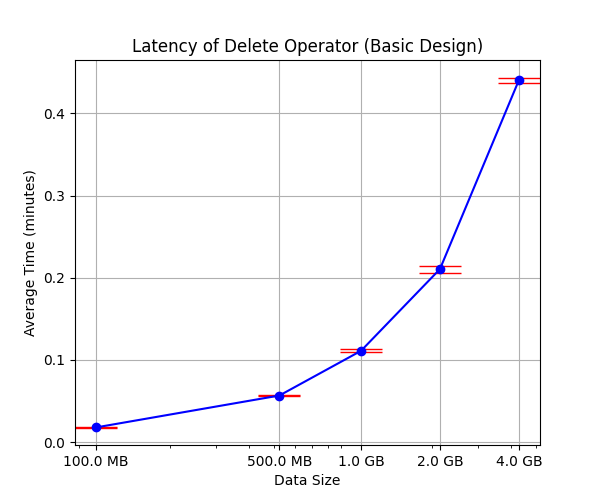 Latency of Delete Operator (Basic Design)
Average Time (minutes)
0.4
0.3
0.2
0.1
0.0
100.0 MB 500.0 MB 1.0 GB 2.0 GB 4.0 GB
Data Size